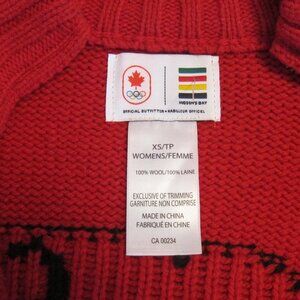 HUDSON'S BAY
OFFICIAL OUTFITTER • HABILLEUR OFFICIEL
XS/TP
WOMENS/FEMME
100% WOOL/100% LAINE
EXCLUSIVE OF TRIMMING
GARNITURE NON COMPRISE
MADE IN CHINA
FABRIQUÉ EN CHINE
CA 00234